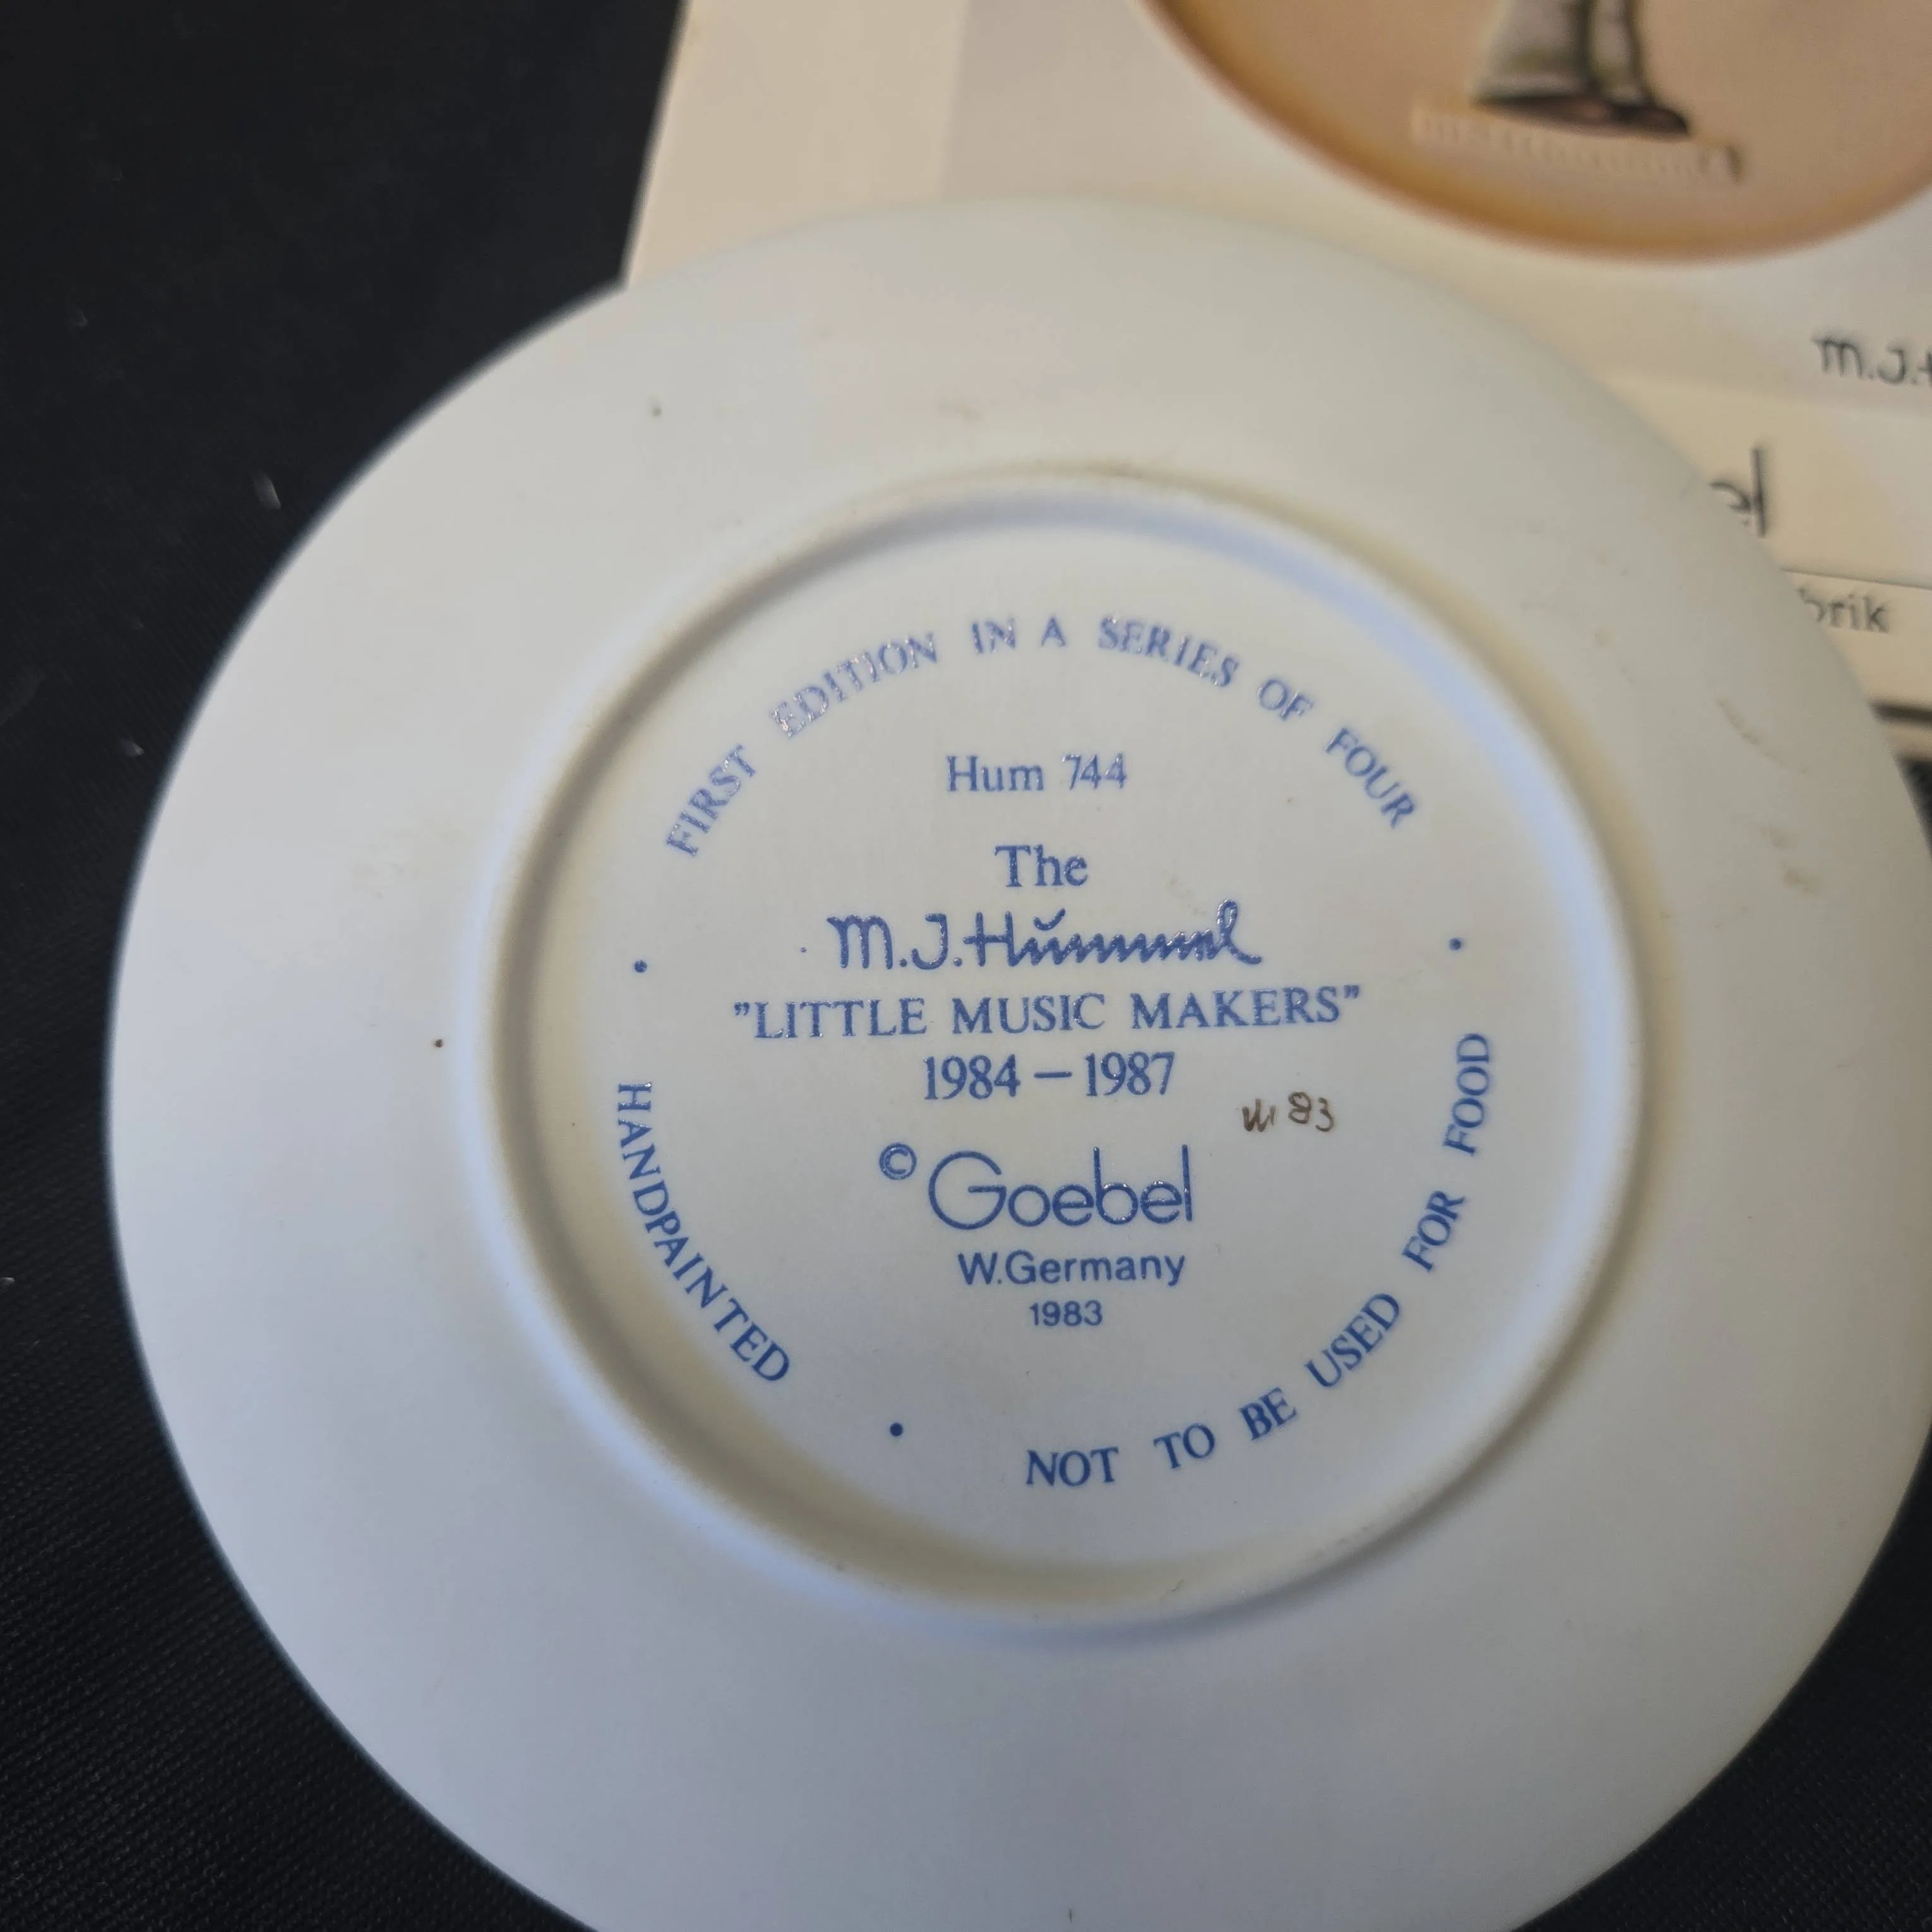 FIRST EDITION IN A SERIES OF FOUR
Hum 744
The
M.J.Hummel
"LITTLE MUSIC MAKERS"
1984 – 1987
© Goebel
W.Germany
1983
HANDPAINTED
NOT TO BE USED FOR FOOD
M.J.H
el
brik